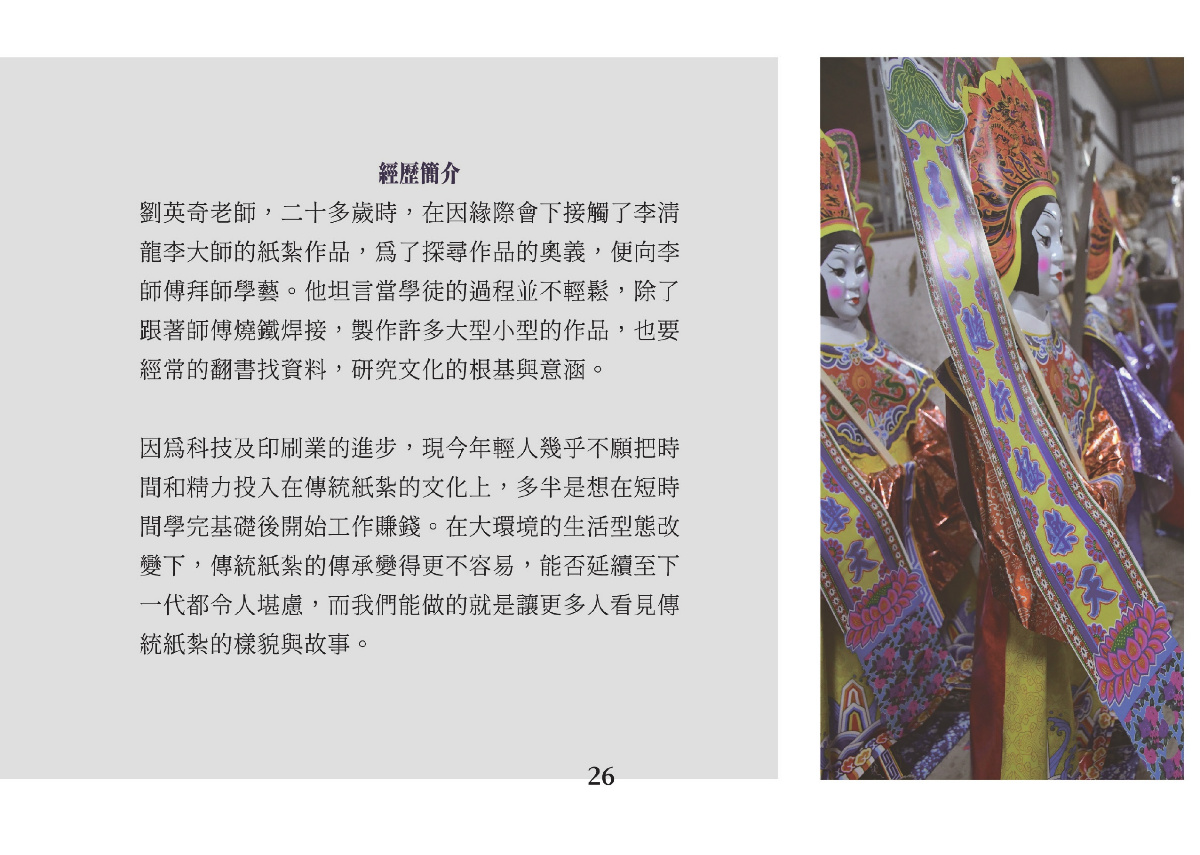 經歷簡介
劉英奇老師，二十多歲時，在因緣際會下接觸了李清
龍李大師的紙紮作品，為了探尋作品的奧義，便向李
師傅拜師學藝。他坦言當學徒的過程並不輕鬆，除了
跟著師傅燒鐵焊接，製作許多大型小型的作品，也要
經常的翻書找資料，研究文化的根基與意涵。
因為科技及印刷業的進步，現今年輕人幾乎不願把時
間和精力投入在傳統紙紮的文化上，多半是想在短時
間學完基礎後開始工作賺錢。在大環境的生活型態改
變下，傳統紙紮的傳承變得更不容易，能否延續至下
一代都令人堪慮，而我們能做的就是讓更多人看見傳
統紙紮的樣貌與故事。
26
行極樂天
樂天